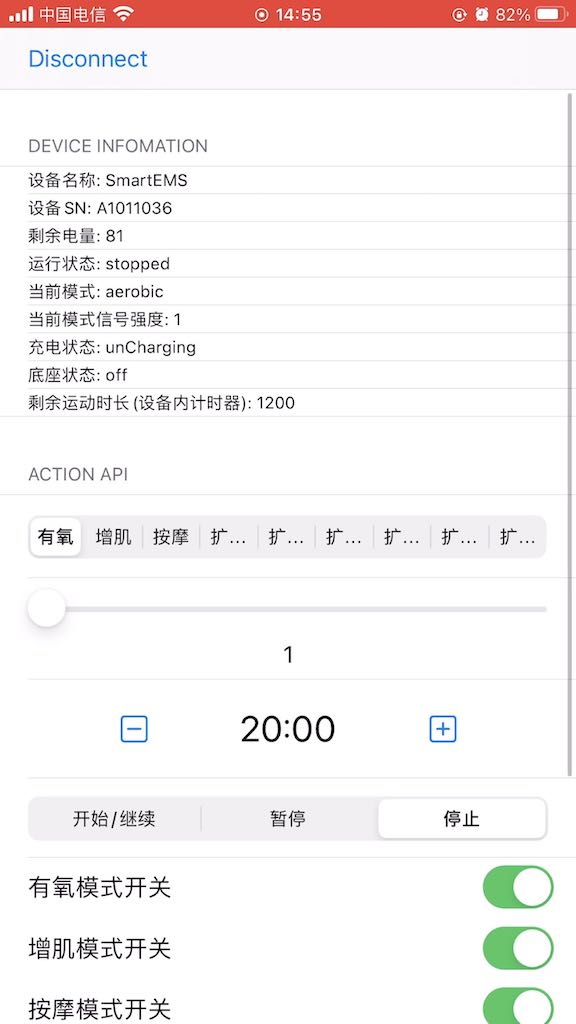 中国电信 14:55 82%
Disconnect
DEVICE INFOMATION
设备名称: SmartEMS
设备 SN: A1011036
剩余电量: 81
运行状态: stopped
当前模式: aerobic
当前模式信号强度: 1
充电状态: unCharging
底座状态: off
剩余运动时长 (设备内计时器): 1200
ACTION API
有氧 增肌 按摩 扩... 扩... 扩... 扩... 扩... 扩...
1
20:00
开始/继续 暂停 停止
有氧模式开关
增肌模式开关
按摩模式开关